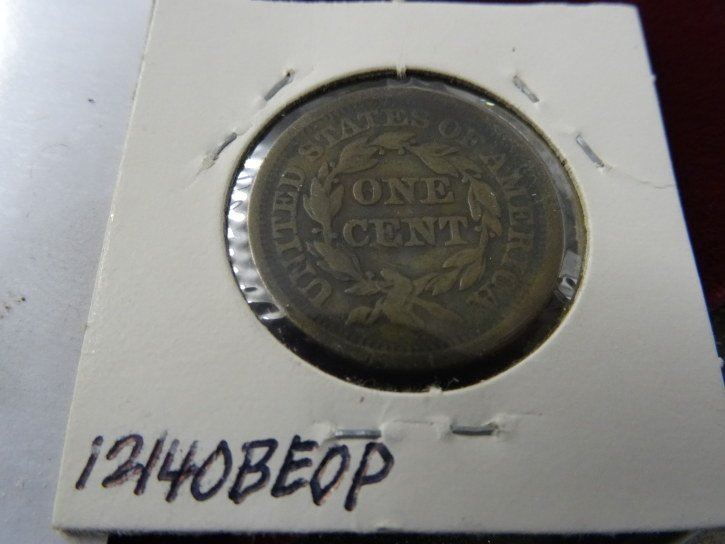 UNITED STATES OF AMERICA
ONE
CENT
12140BEOP